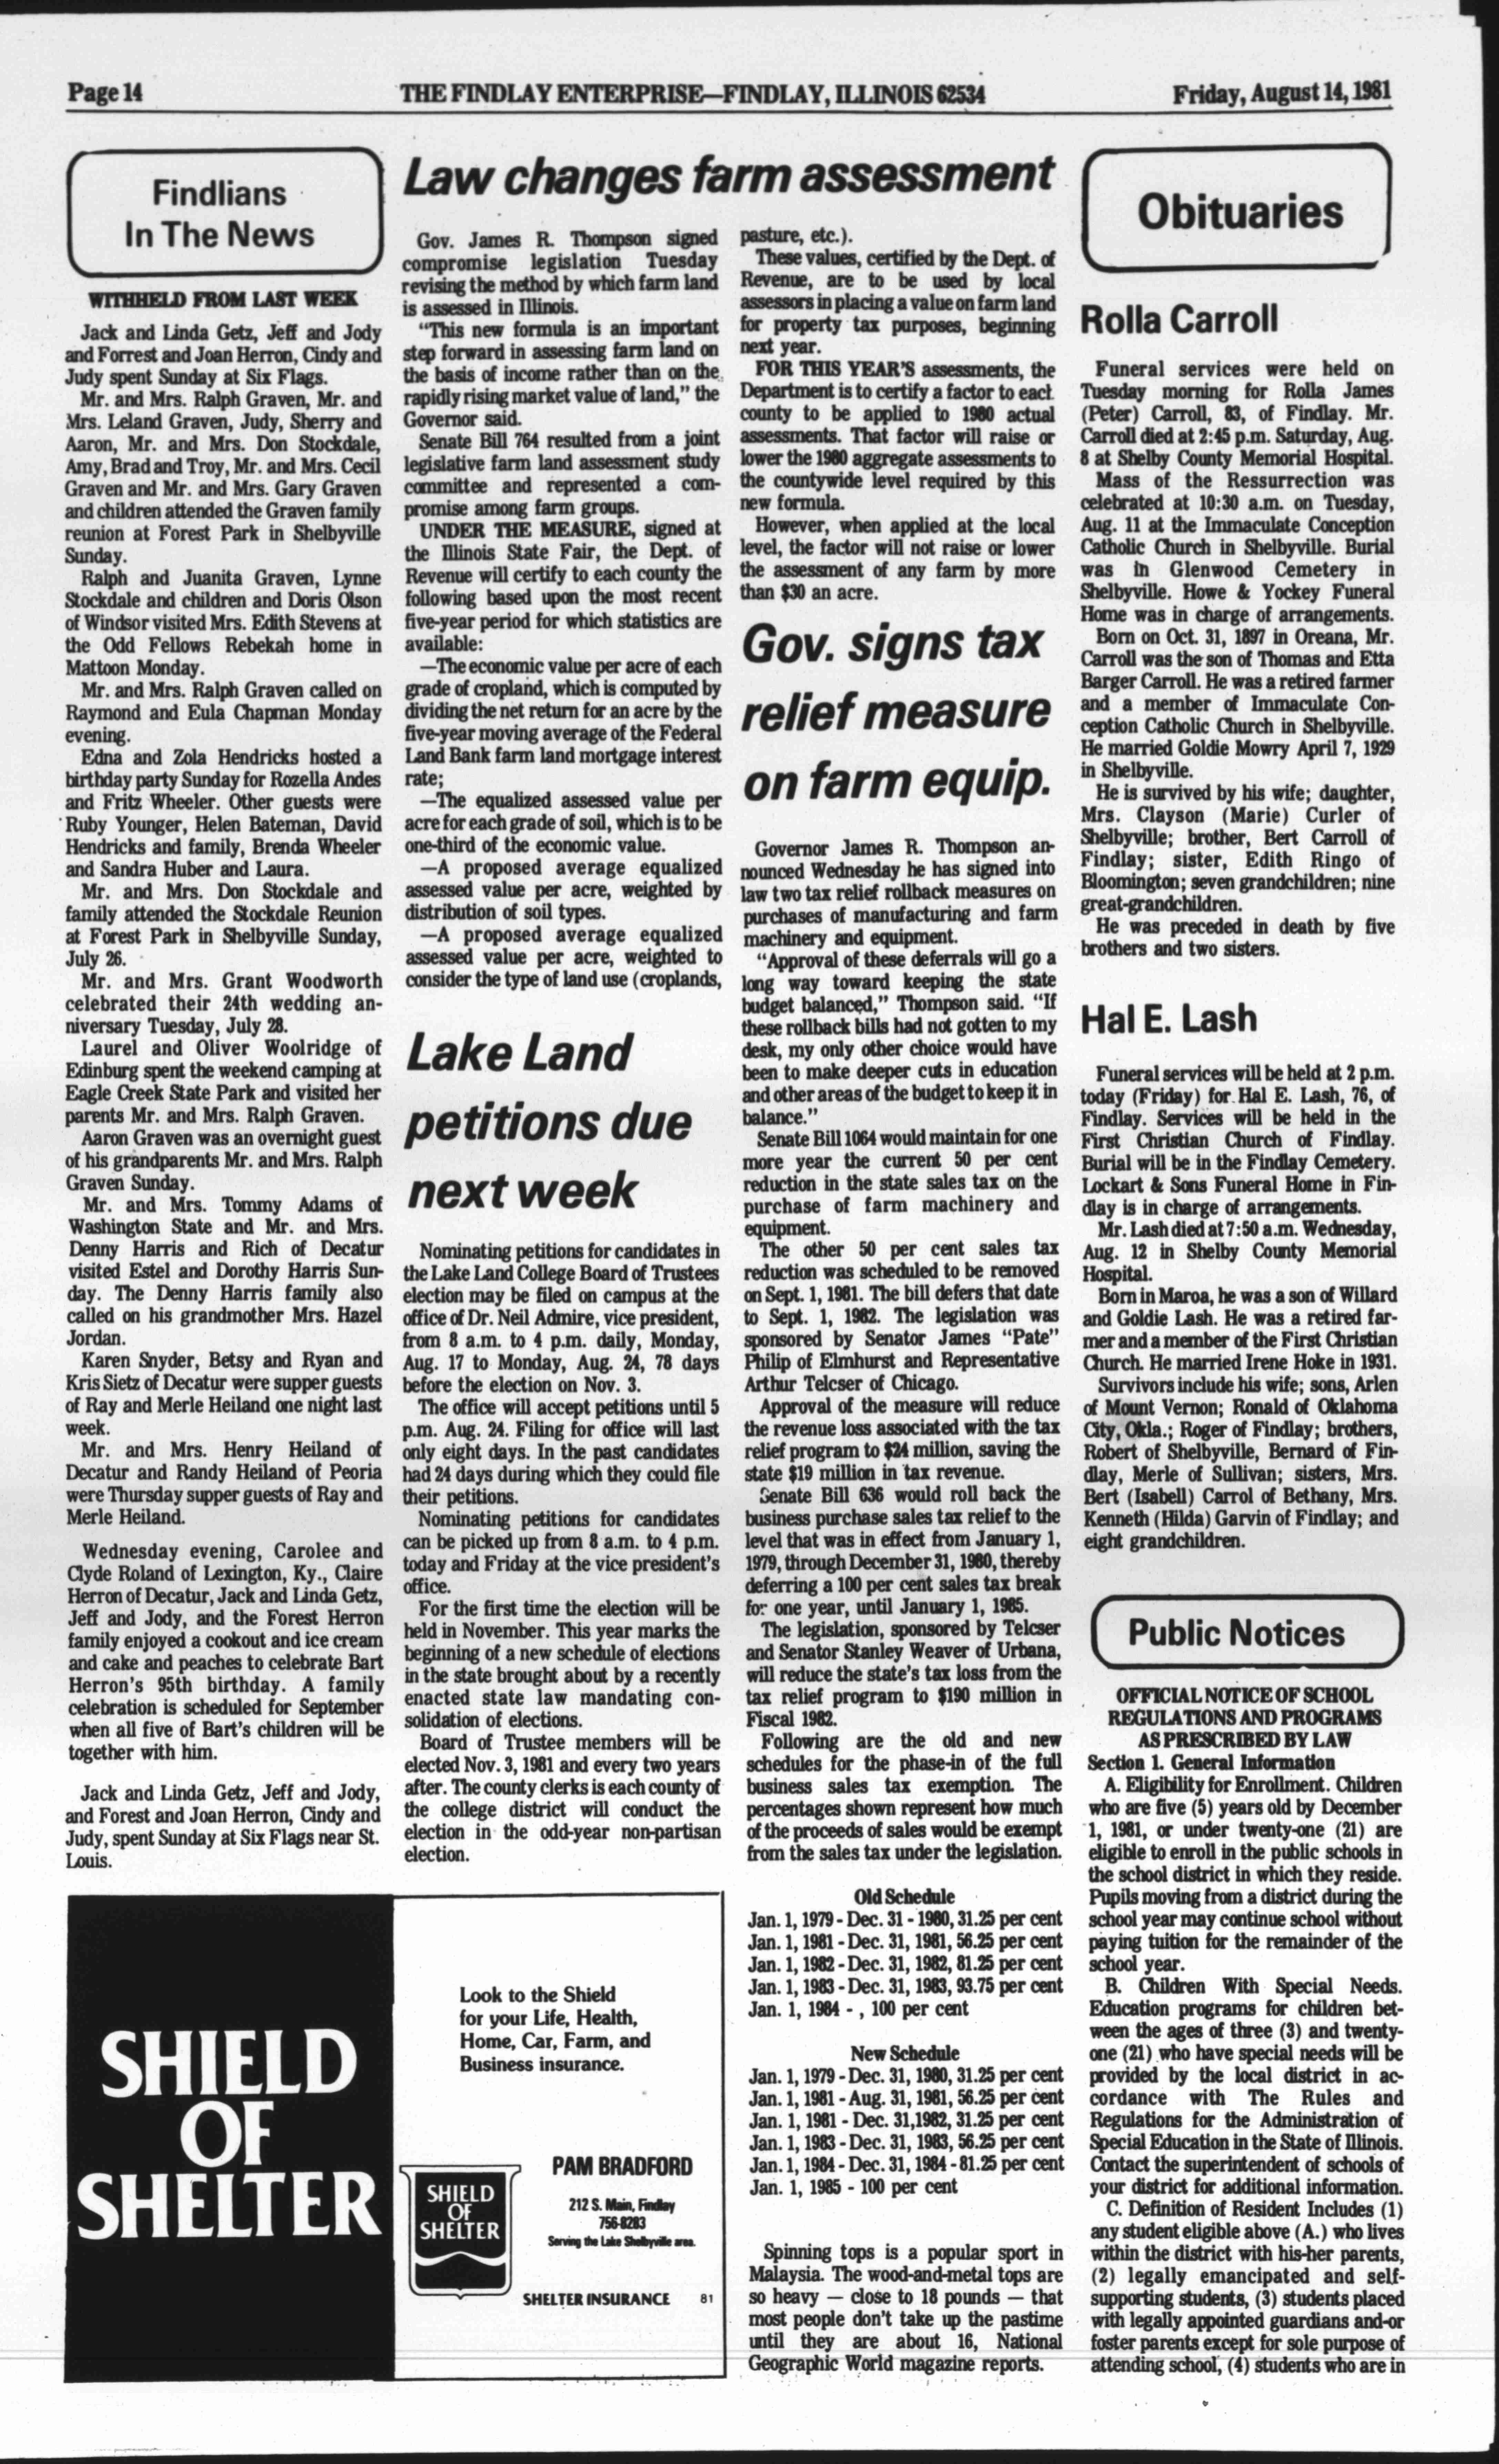 Page 14
THE FINDLAY ENTERPRISE—FINDLAY, ILLINOIS 62534
Friday, August 14, 1981
Findlians
In The News
WITHHELD FROM LAST WEEK
Jack and Linda Getz, Jeff and Jody
and Forrest and Joan Herron, Cindy and
Judy spent Sunday at Six Flags.
Mr. and Mrs. Ralph Graven, Mr. and
Mrs. Leland Graven, Judy, Sherry and
Aaron, Mr. and Mrs. Don Stockdale,
Amy, Brad and Troy, Mr. and Mrs. Cecil
Graven and Mr. and Mrs. Gary Graven
and children attended the Graven family
reunion at Forest Park in Shelbyville
Sunday.
Ralph and Juanita Graven, Lynne
Stockdale and children and Doris Olson
of Windsor visited Mrs. Edith Stevens at
the Odd Fellows Rebekah home in
Mattoon Monday.
Mr. and Mrs. Ralph Graven called on
Raymond and Eula Chapman Monday
evening.
Edna and Zola Hendricks hosted a
birthday party Sunday for Rozella Andes
and Fritz Wheeler. Other guests were
Ruby Younger, Helen Bateman, David
Hendricks and family, Brenda Wheeler
and Sandra Huber and Laura.
Mr. and Mrs. Don Stockdale and
family attended the Stockdale Reunion
at Forest Park in Shelbyville Sunday,
July 26.
Mr. and Mrs. Grant Woodworth
celebrated their 24th wedding an-
niversary Tuesday, July 28.
Laurel and Oliver Woolridge of
Edinburg spent the weekend camping at
Eagle Creek State Park and visited her
parents Mr. and Mrs. Ralph Graven.
Aaron Graven was an overnight guest
of his grandparents Mr. and Mrs. Ralph
Graven Sunday.
Mr. and Mrs. Tommy Adams of
Washington State and Mr. and Mrs.
Denny Harris and Rich of Decatur
visited Estel and Dorothy Harris Sun-
day. The Denny Harris family also
called on his grandmother Mrs. Hazel
Jordan.
Karen Snyder, Betsy and Ryan and
Kris Sietz of Decatur were supper guests
of Ray and Merle Heiland one night last
week.
Mr. and Mrs. Henry Heiland of
Decatur and Randy Heiland of Peoria
were Thursday supper guests of Ray and
Merle Heiland.
Wednesday evening, Carolee and
Clyde Roland of Lexington, Ky., Claire
Herron of Decatur, Jack and Linda Getz,
Jeff and Jody, and the Forest Herron
family enjoyed a cookout and ice cream
and cake and peaches to celebrate Bart
Herron's 95th birthday. A family
celebration is scheduled for September
when all five of Bart's children will be
together with him.
Jack and Linda Getz, Jeff and Jody,
and Forest and Joan Herron, Cindy and
Judy, spent Sunday at Six Flags near St.
Louis.
Law changes farm assessment
Gov. James R. Thompson signed
compromise legislation Tuesday
revising the method by which farm land
is assessed in Illinois.
"This new formula is an important
step forward in assessing farm land on
the basis of income rather than on the
rapidly rising market value of land," the
Governor said.
Senate Bill 764 resulted from a joint
legislative farm land assessment study
committee and represented a com-
promise among farm groups.
UNDER THE MEASURE, signed at
the Illinois State Fair, the Dept. of
Revenue will certify to each county the
following based upon the most recent
five-year period for which statistics are
available:
—The economic value per acre of each
grade of cropland, which is computed by
dividing the net return for an acre by the
five-year moving average of the Federal
Land Bank farm land mortgage interest
rate;
—The equalized assessed value per
acre for each grade of soil, which is to be
one-third of the economic value.
—A proposed average equalized
assessed value per acre, weighted by
distribution of soil types.
—A proposed average equalized
assessed value per acre, weighted to
consider the type of land use (croplands,
pasture, etc.).
These values, certified by the Dept. of
Revenue, are to be used by local
assessors in placing a value on farm land
for property tax purposes, beginning
next year.
FOR THIS YEAR'S assessments, the
Department is to certify a factor to eact
county to be applied to 1980 actual
assessments. That factor will raise or
lower the 1980 aggregate assessments to
the countywide level required by this
new formula.
However, when applied at the local
level, the factor will not raise or lower
the assessment of any farm by more
than $30 an acre.
Lake Land
petitions due
next week
Nominating petitions for candidates in
the Lake Land College Board of Trustees
election may be filed on campus at the
office of Dr. Neil Admire, vice president,
from 8 a.m. to 4 p.m. daily, Monday,
Aug. 17 to Monday, Aug. 24, 78 days
before the election on Nov. 3.
The office will accept petitions until 5
p.m. Aug. 24. Filing for office will last
only eight days. In the past candidates
had 24 days during which they could file
their petitions.
Nominating petitions for candidates
can be picked up from 8 a.m. to 4 p.m.
today and Friday at the vice president's
office.
For the first time the election will be
held in November. This year marks the
beginning of a new schedule of elections
in the state brought about by a recently
enacted state law mandating con-
solidation of elections.
Board of Trustee members will be
elected Nov. 3, 1981 and every two years
after. The county clerks is each county of
the college district will conduct the
election in the odd-year non-partisan
election.
Gov. signs tax
relief measure
on farm equip.
Governor James R. Thompson an-
nounced Wednesday he has signed into
law two tax relief rollback measures on
purchases of manufacturing and farm
machinery and equipment.
"Approval of these deferrals will go a
long way toward keeping the state
budget balanced," Thompson said. "If
these rollback bills had not gotten to my
desk, my only other choice would have
been to make deeper cuts in education
and other areas of the budget to keep it in
balance."
Senate Bill 1064 would maintain for one
more year the current 50 per cent
reduction in the state sales tax on the
purchase of farm machinery and
equipment.
The other 50 per cent sales tax
reduction was scheduled to be removed
on Sept. 1, 1981. The bill defers that date
to Sept. 1, 1982. The legislation was
sponsored by Senator James "Pate"
Philip of Elmhurst and Representative
Arthur Telcser of Chicago.
Approval of the measure will reduce
the revenue loss associated with the tax
relief program to $24 million, saving the
state $19 million in tax revenue.
Senate Bill 636 would roll back the
business purchase sales tax relief to the
level that was in effect from January 1,
1979, through December 31, 1980, thereby
deferring a 100 per cent sales tax break
for one year, until January 1, 1985.
The legislation, sponsored by Telcser
and Senator Stanley Weaver of Urbana,
will reduce the state's tax loss from the
tax relief program to $190 million in
Fiscal 1982.
Following are the old and new
schedules for the phase-in of the full
business sales tax exemption. The
percentages shown represent how much
of the proceeds of sales would be exempt
from the sales tax under the legislation.
Old Schedule
Jan. 1, 1979 - Dec. 31 - 1980, 31.25 per cent
Jan. 1, 1981 - Dec. 31, 1981, 56.25 per cent
Jan. 1, 1982 - Dec. 31, 1982, 81.25 per cent
Jan. 1, 1983 - Dec. 31, 1983, 93.75 per cent
Jan. 1, 1984 - , 100 per cent
New Schedule
Jan. 1, 1979 - Dec. 31, 1980, 31.25 per cent
Jan. 1, 1981 - Aug. 31, 1981, 56.25 per cent
Jan. 1, 1981 - Dec. 31,1982, 31.25 per cent
Jan. 1, 1983 - Dec. 31, 1983, 56.25 per cent
Jan. 1, 1984 - Dec. 31, 1984 - 81.25 per cent
Jan. 1, 1985 - 100 per cent
Spinning tops is a popular sport in
Malaysia. The wood-and-metal tops are
so heavy — close to 18 pounds — that
most people don't take up the pastime
until they are about 16, National
Geographic World magazine reports.
Obituaries
Rolla Carroll
Funeral services were held on
Tuesday morning for Rolla James
(Peter) Carroll, 83, of Findlay. Mr.
Carroll died at 2:45 p.m. Saturday, Aug.
8 at Shelby County Memorial Hospital.
Mass of the Ressurrection was
celebrated at 10:30 a.m. on Tuesday,
Aug. 11 at the Immaculate Conception
Catholic Church in Shelbyville. Burial
was in Glenwood Cemetery in
Shelbyville. Howe & Yockey Funeral
Home was in charge of arrangements.
Born on Oct. 31, 1897 in Oreana, Mr.
Carroll was the son of Thomas and Etta
Barger Carroll. He was a retired farmer
and a member of Immaculate Con-
ception Catholic Church in Shelbyville.
He married Goldie Mowry April 7, 1929
in Shelbyville.
He is survived by his wife; daughter,
Mrs. Clayson (Marie) Curler of
Shelbyville; brother, Bert Carroll of
Findlay; sister, Edith Ringo of
Bloomington; seven grandchildren; nine
great-grandchildren.
He was preceded in death by five
brothers and two sisters.
Hal E. Lash
Funeral services will be held at 2 p.m.
today (Friday) for Hal E. Lash, 76, of
Findlay. Services will be held in the
First Christian Church of Findlay.
Burial will be in the Findlay Cemetery.
Lockart & Sons Funeral Home in Fin-
dlay is in charge of arrangements.
Mr. Lash died at 7:50 a.m. Wednesday,
Aug. 12 in Shelby County Memorial
Hospital.
Born in Maroa, he was a son of Willard
and Goldie Lash. He was a retired far-
mer and a member of the First Christian
Church. He married Irene Hoke in 1931.
Survivors include his wife; sons, Arlen
of Mount Vernon; Ronald of Oklahoma
City, Okla.; Roger of Findlay; brothers,
Robert of Shelbyville, Bernard of Fin-
dlay, Merle of Sullivan; sisters, Mrs.
Bert (Isabell) Carrol of Bethany, Mrs.
Kenneth (Hilda) Garvin of Findlay; and
eight grandchildren.
Public Notices
OFFICIAL NOTICE OF SCHOOL
REGULATIONS AND PROGRAMS
AS PRESCRIBED BY LAW
Section 1. General Information
A. Eligibility for Enrollment. Children
who are five (5) years old by December
1, 1981, or under twenty-one (21) are
eligible to enroll in the public schools in
the school district in which they reside.
Pupils moving from a district during the
school year may continue school without
paying tuition for the remainder of the
school year.
B. Children With Special Needs.
Education programs for children bet-
ween the ages of three (3) and twenty-
one (21) who have special needs will be
provided by the local district in ac-
cordance with The Rules and
Regulations for the Administration of
Special Education in the State of Illinois.
Contact the superintendent of schools of
your district for additional information.
C. Definition of Resident Includes (1)
any student eligible above (A.) who lives
within the district with his-her parents,
(2) legally emancipated and self-
supporting students, (3) students placed
with legally appointed guardians and-or
foster parents except for sole purpose of
attending school, (4) students who are in
SHIELD
OF
SHELTER
Look to the Shield
for your Life, Health,
Home, Car, Farm, and
Business insurance.
PAM BRADFORD
212 S. Main, Findlay
756-8283
Serving the Lake Shelbyville area.
SHIELD
OF
SHELTER
SHELTER INSURANCE
81